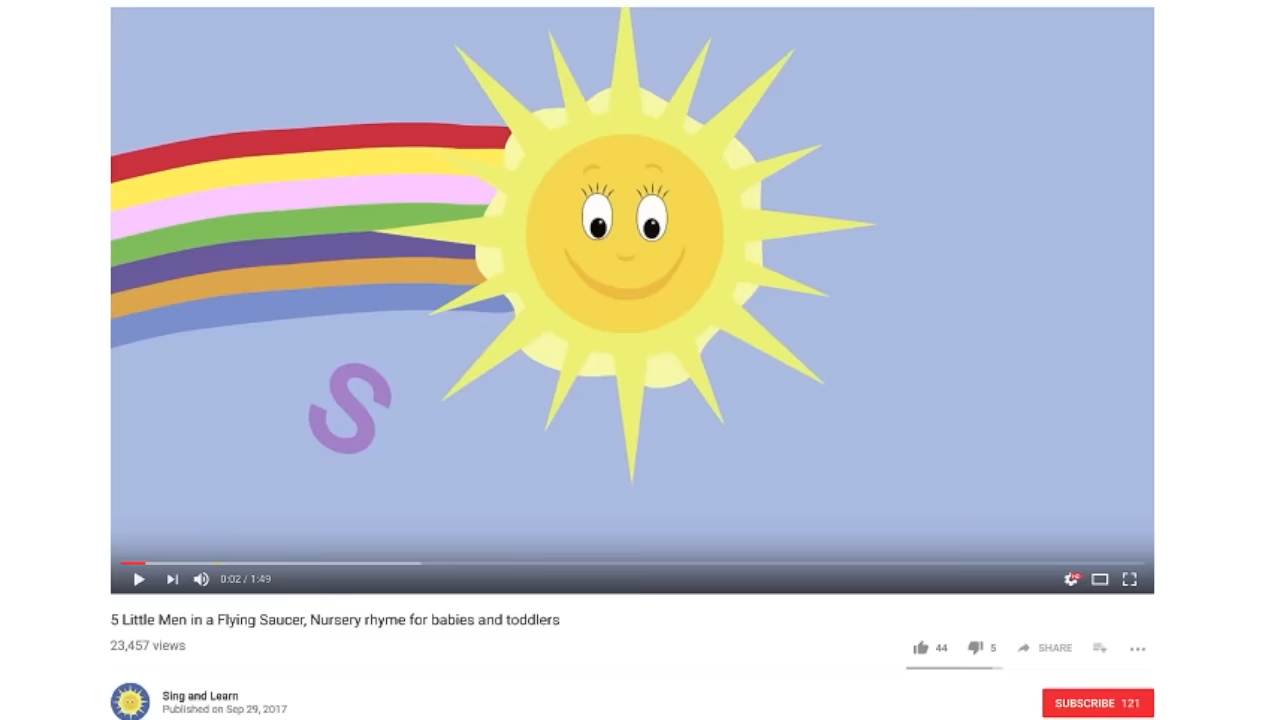 S
0:02 / 1:49
5 Little Men in a Flying Saucer, Nursery rhyme for babies and toddlers
23,457 views
44
5
SHARE
Sing and Learn
Published on Sep 29, 2017
SUBSCRIBE 121